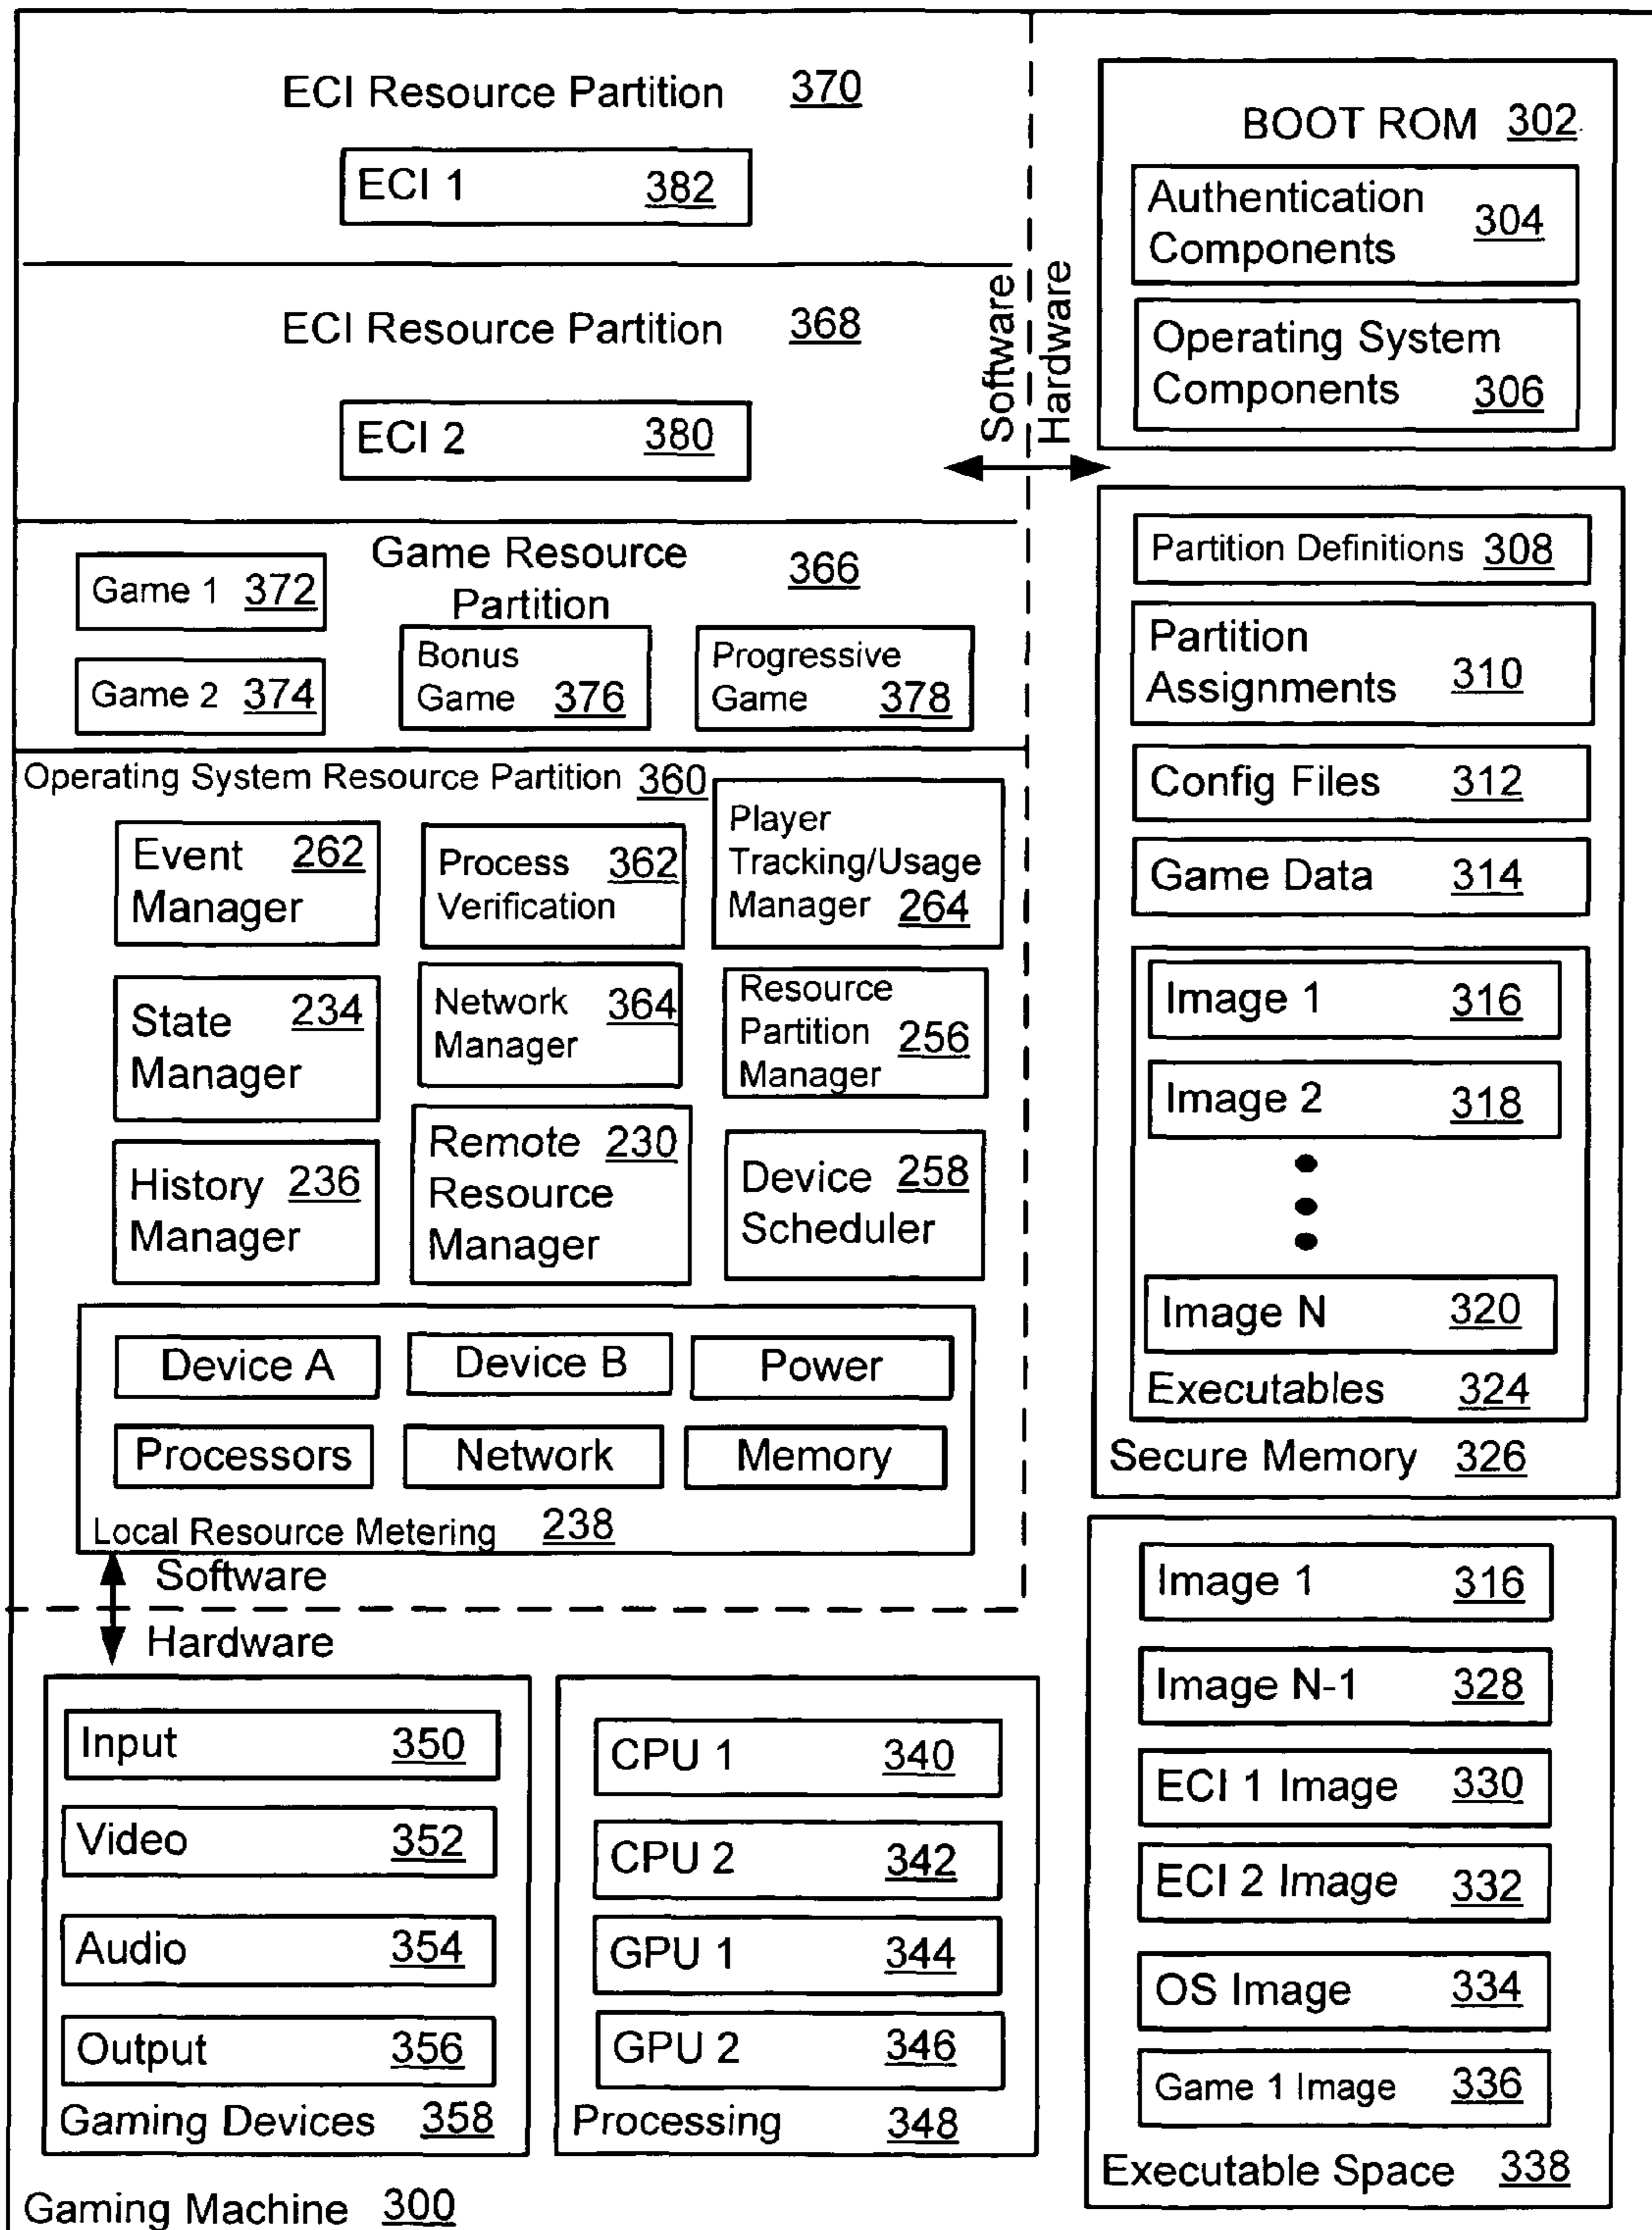 ECI Resource Partition 370
ECI 1 382
ECI Resource Partition 368
ECI 2 380
Software
Hardware
Game Resource
Partition
366
Game 1 372
Game 2 374
Bonus
Game 376
Progressive
Game 378
Operating System Resource Partition 360
Event 262
Manager
Process 362
Verification
Player
Tracking/Usage
Manager 264
State 234
Manager
Network 364
Manager
Resource
Partition 256
Manager
History 236
Manager
Remote 230
Resource
Manager
Device 258
Scheduler
Device A
Device B
Power
Processors
Network
Memory
Local Resource Metering 238
Software
Hardware
Input 350
Video 352
Audio 354
Output 356
Gaming Devices 358
CPU 1 340
CPU 2 342
GPU 1 344
GPU 2 346
Processing 348
Gaming Machine 300
BOOT ROM 302
Authentication
Components 304
Operating System
Components 306
Partition Definitions 308
Partition
Assignments 310
Config Files 312
Game Data 314
Image 1 316
Image 2 318
Image N 320
Executables 324
Secure Memory 326
Image 1 316
Image N-1 328
ECI 1 Image 330
ECI 2 Image 332
OS Image 334
Game 1 Image 336
Executable Space 338